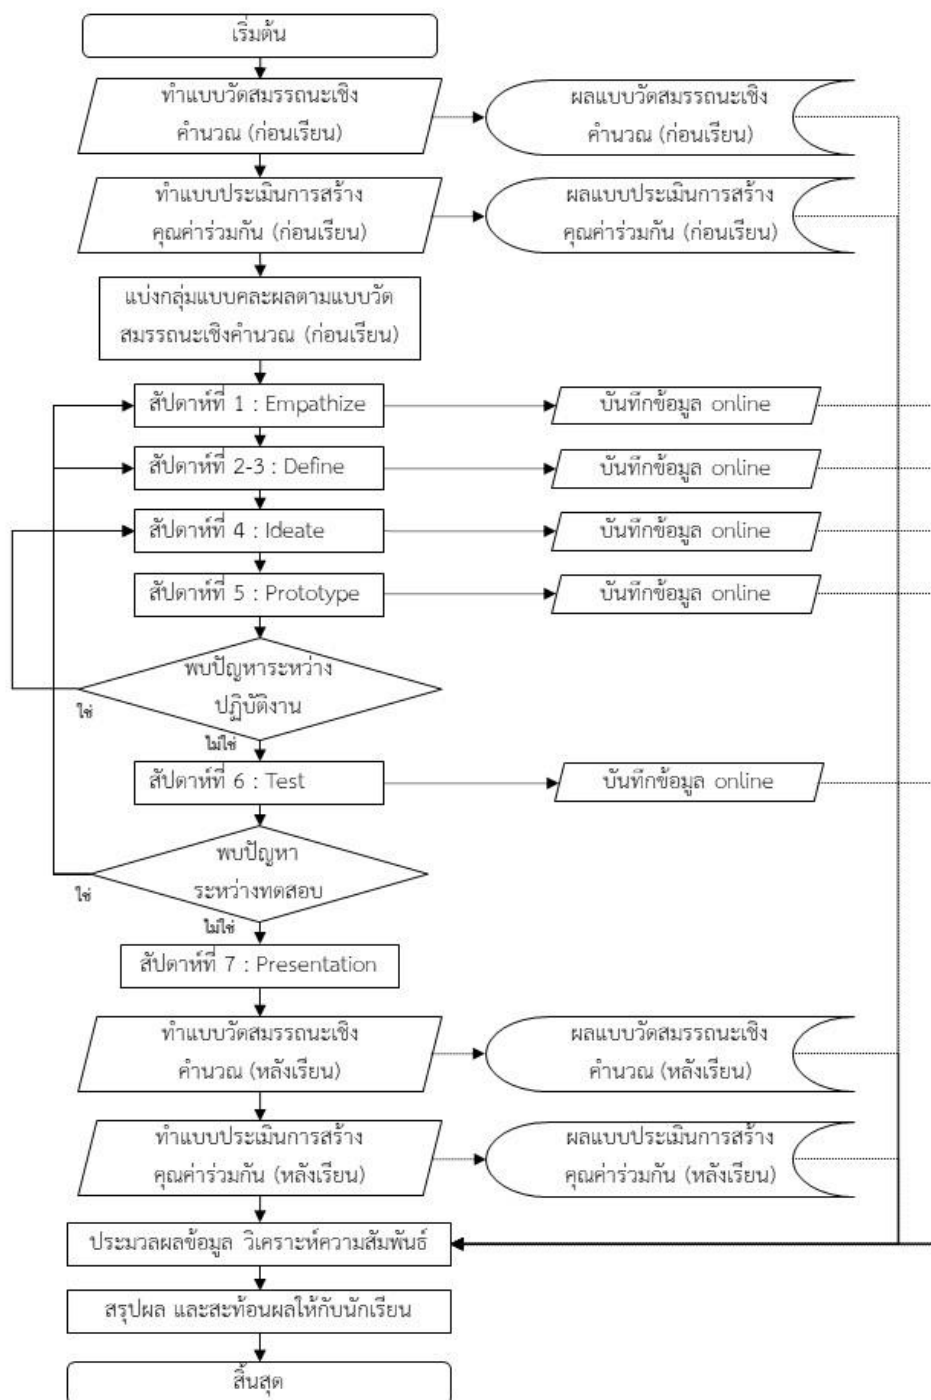 เริ่มต้น
ทำแบบวัดสมรรถนะเชิง
คำนวณ (ก่อนเรียน)
ผลแบบวัดสมรรถนะเชิง
คำนวณ (ก่อนเรียน)
ทำแบบประเมินการสร้าง
คุณค่าร่วมกัน (ก่อนเรียน)
ผลแบบประเมินการสร้าง
คุณค่าร่วมกัน (ก่อนเรียน)
แบ่งกลุ่มแบบคละผลตามแบบวัด
สมรรถนะเชิงคำนวณ (ก่อนเรียน)
สัปดาห์ที่ 1 : Empathize
บันทึกข้อมูล online
สัปดาห์ที่ 2-3 : Define
บันทึกข้อมูล online
สัปดาห์ที่ 4 : Ideate
บันทึกข้อมูล online
สัปดาห์ที่ 5 : Prototype
บันทึกข้อมูล online
พบปัญหาระหว่าง
ปฏิบัติงาน
ใช่
ไม่ใช่
สัปดาห์ที่ 6 : Test
บันทึกข้อมูล online
พบปัญหา
ระหว่างทดสอบ
ใช่
ไม่ใช่
สัปดาห์ที่ 7 : Presentation
ทำแบบวัดสมรรถนะเชิง
คำนวณ (หลังเรียน)
ผลแบบวัดสมรรถนะเชิง
คำนวณ (หลังเรียน)
ทำแบบประเมินการสร้าง
คุณค่าร่วมกัน (หลังเรียน)
ผลแบบประเมินการสร้าง
คุณค่าร่วมกัน (หลังเรียน)
ประมวลผลข้อมูล วิเคราะห์ความสัมพันธ์
สรุปผล และสะท้อนผลให้กับนักเรียน
สิ้นสุด